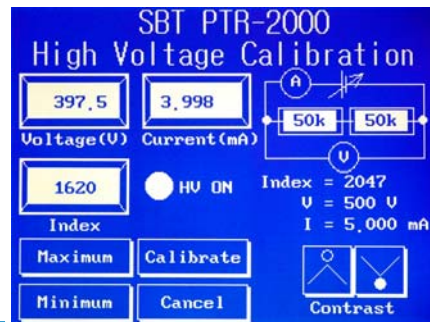 SBT PTR-2000
High Voltage Calibration
397.5
3.998
Voltage(V)
Current(mA)
A
50k
50k
V
1620
HV ON
Index
Index = 2047
V = 500 V
I = 5.000 mA
Maximum
Calibrate
Minimum
Cancel
Contrast